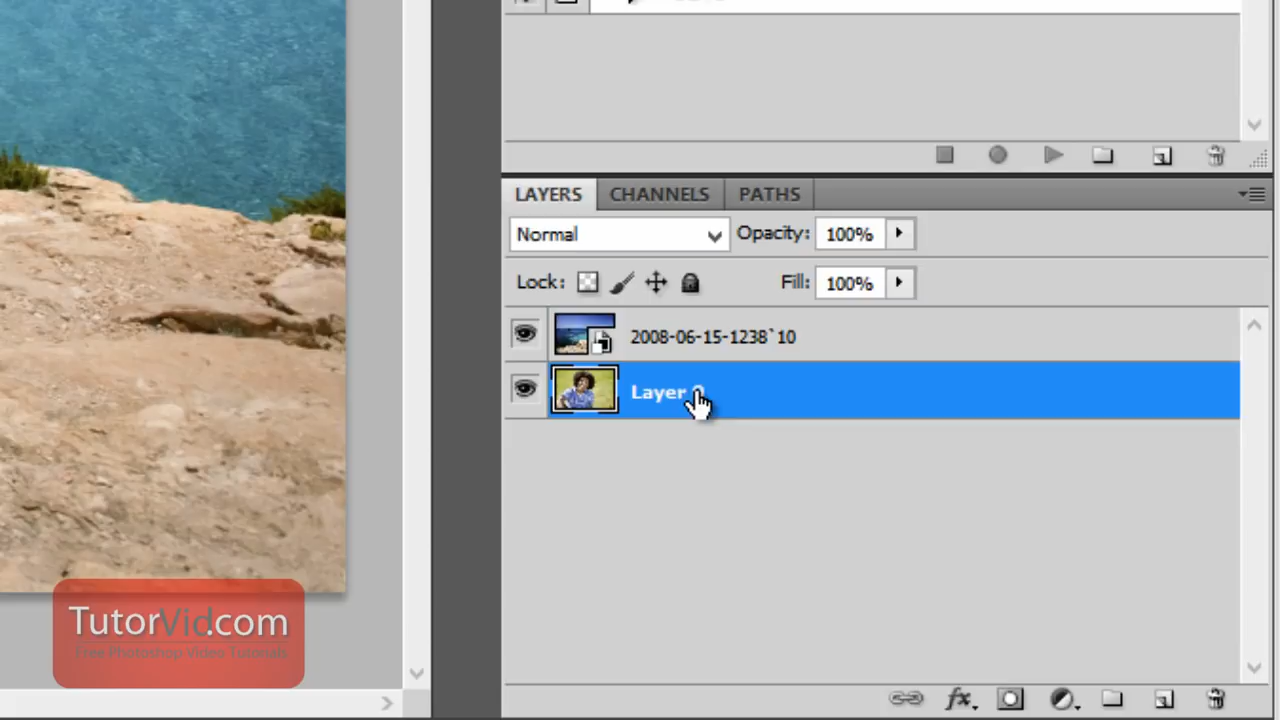 LAYERS CHANNELS PATHS
Normal Opacity: 100%
Lock: Fill: 100%
2008-06-15-1238`10
Layer
TutorVid.com
Free Photoshop Video Tutorials
fx